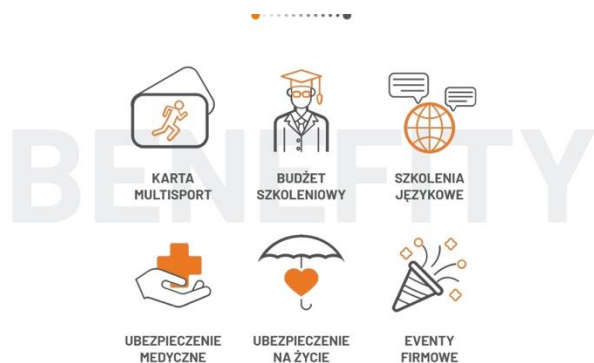 BENEFITY
KARTA
MULTISPORT
BUDŻET
SZKOLENIOWY
SZKOLENIA
JĘZYKOWE
UBEZPIECZENIE
MEDYCZNE
UBEZPIECZENIE
NA ŻYCIE
EVENTY
FIRMOWE